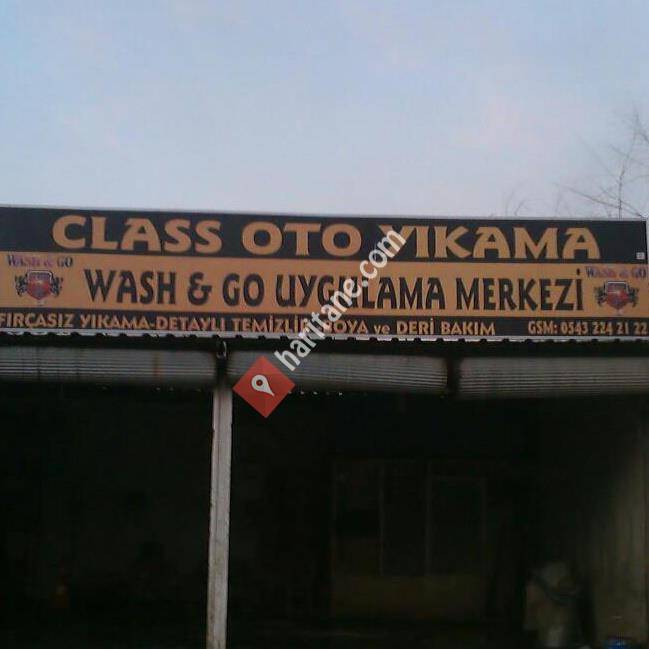 CLASS OTO YIKAMA
WASH & GO
WASH & GO UYGULAMA MERKEZİ
WASH & GO
FIRÇASIZ YIKAMA-DETAYLI TEMİZLİK BOYA ve DERİ BAKIM
GSM: 0543 224 21 22
haritane.com